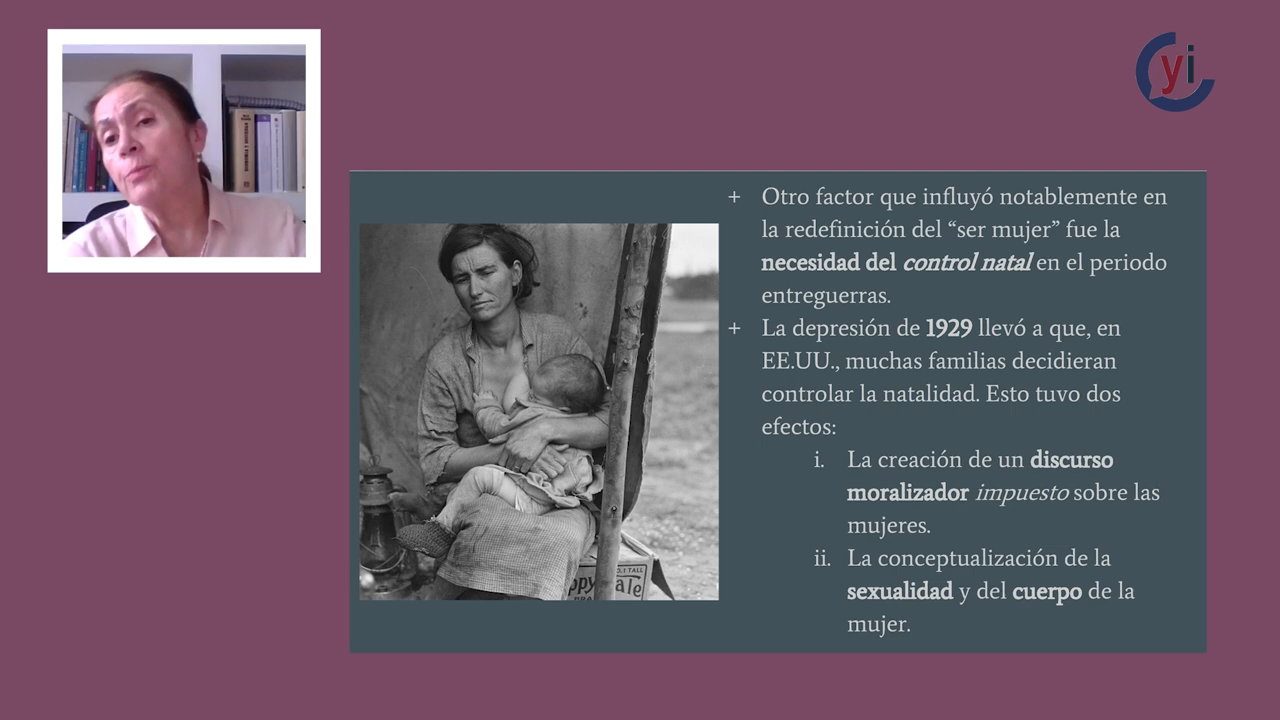 yi
+ Otro factor que influyó notablemente en
la redefinición del “ser mujer” fue la
necesidad del control natal en el periodo
entreguerras.
+ La depresión de 1929 llevó a que, en
EE.UU., muchas familias decidieran
controlar la natalidad. Esto tuvo dos
efectos:
i. La creación de un discurso
moralizador impuesto sobre las
mujeres.
ii. La conceptualización de la
sexualidad y del cuerpo de la
mujer.
TALL